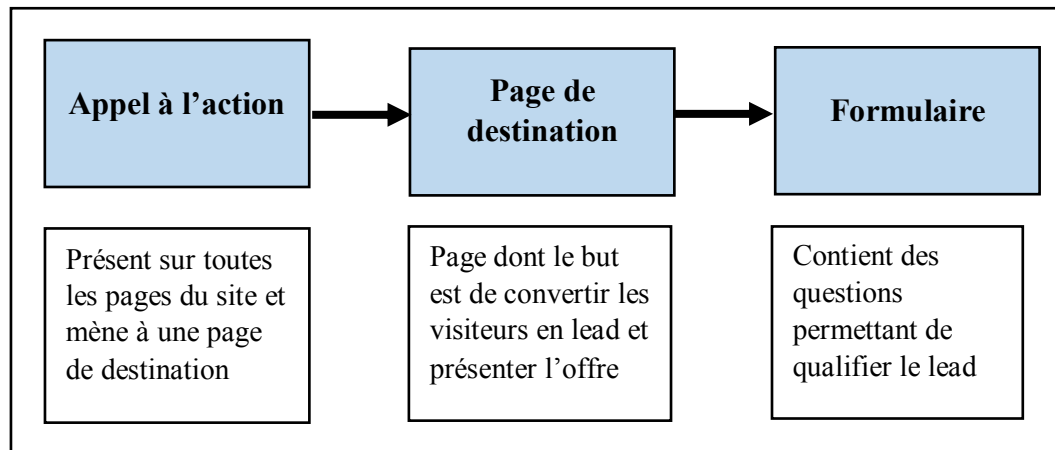 Appel à l’action
Page de
destination
Formulaire
Présent sur toutes
les pages du site et
mène à une page
de destination
Page dont le but
est de convertir les
visiteurs en lead et
présenter l’offre
Contient des
questions
permettant de
qualifier le lead